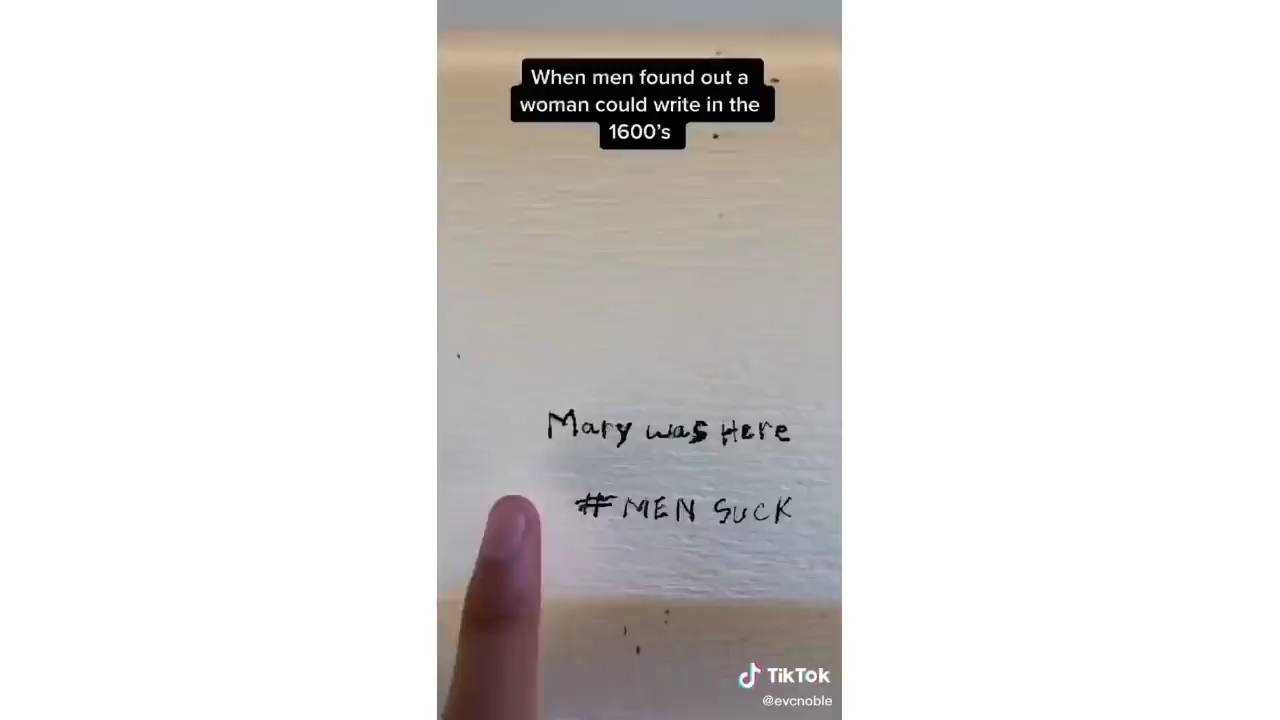 When men found out a
woman could write in the
1600's
Mary was Here
#MEN SUCK
TikTok
@evcnoble